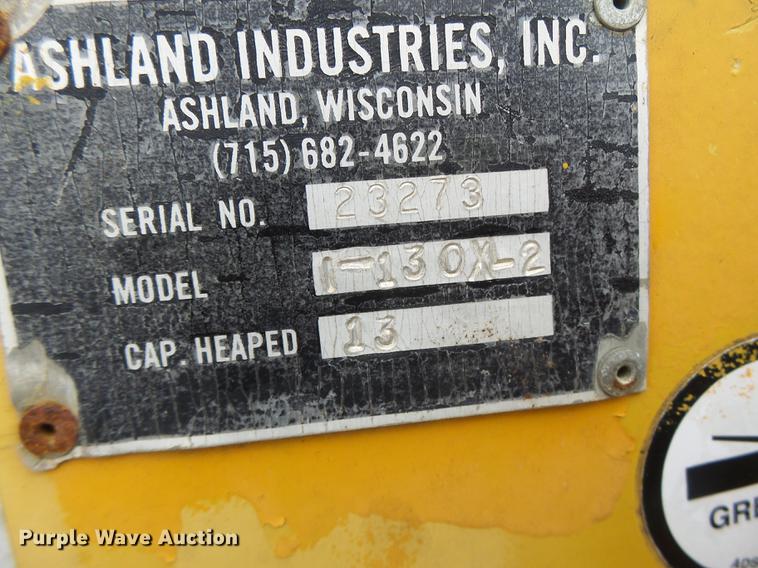 ASHLAND INDUSTRIES, INC.
ASHLAND, WISCONSIN
(715) 682-4622
SERIAL NO. 23273
MODEL I-130X-2
CAP. HEAPED 13
GRE
Purple Wave Auction